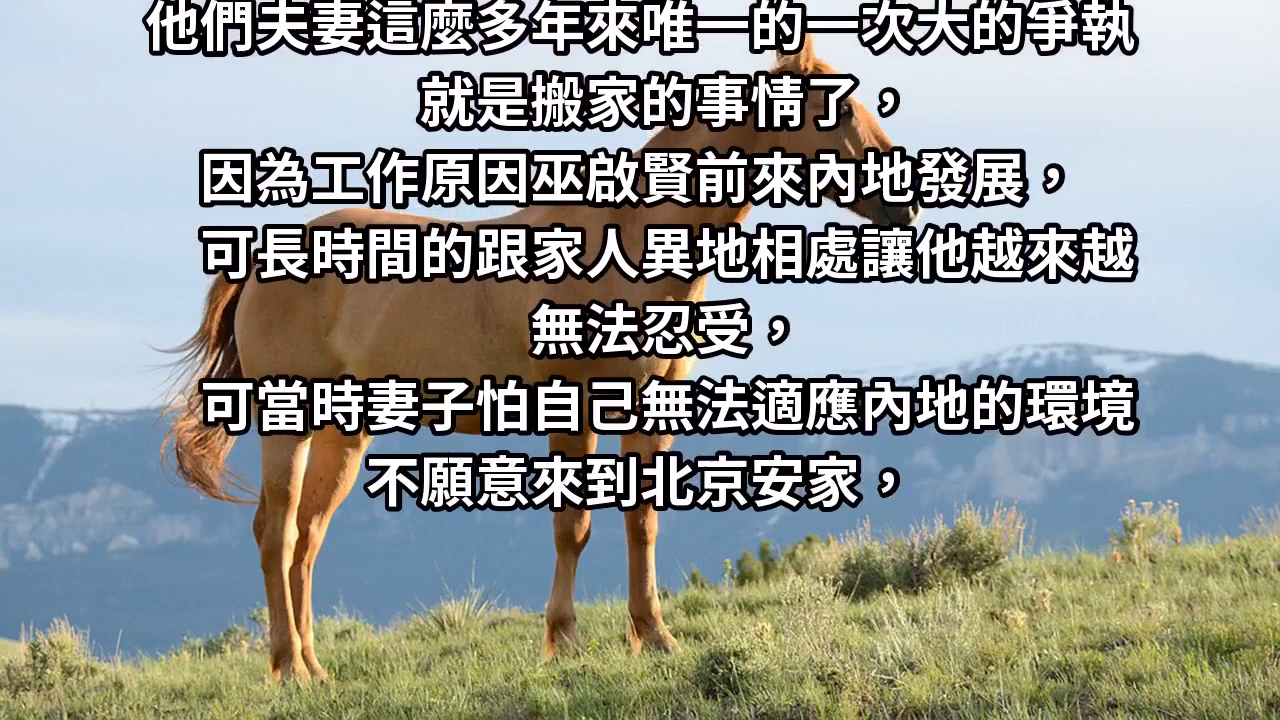 他們夫妻這麼多年來唯一的一次大的爭執
就是搬家的事情了，
因為工作原因巫啟賢前來內地發展，
可長時間的跟家人異地相處讓他越來越
無法忍受，
可當時妻子怕自己無法適應內地的環境
不願意來到北京安家，